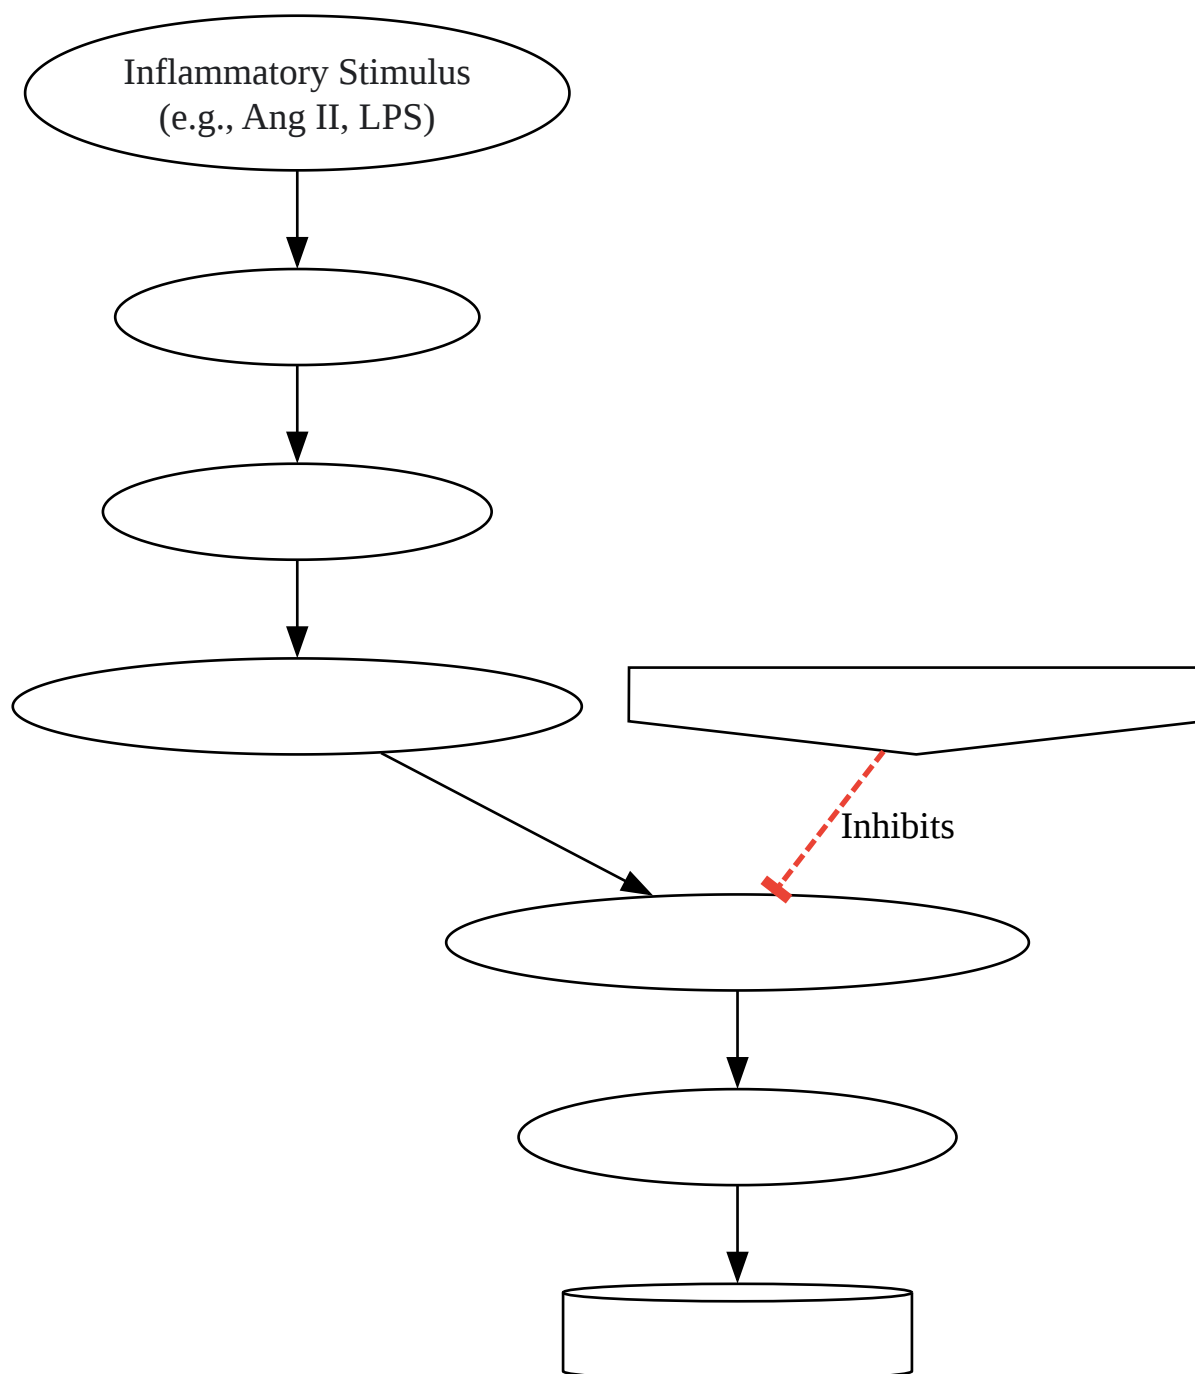 Inflammatory Stimulus
(e.g., Ang II, LPS)
Inhibits